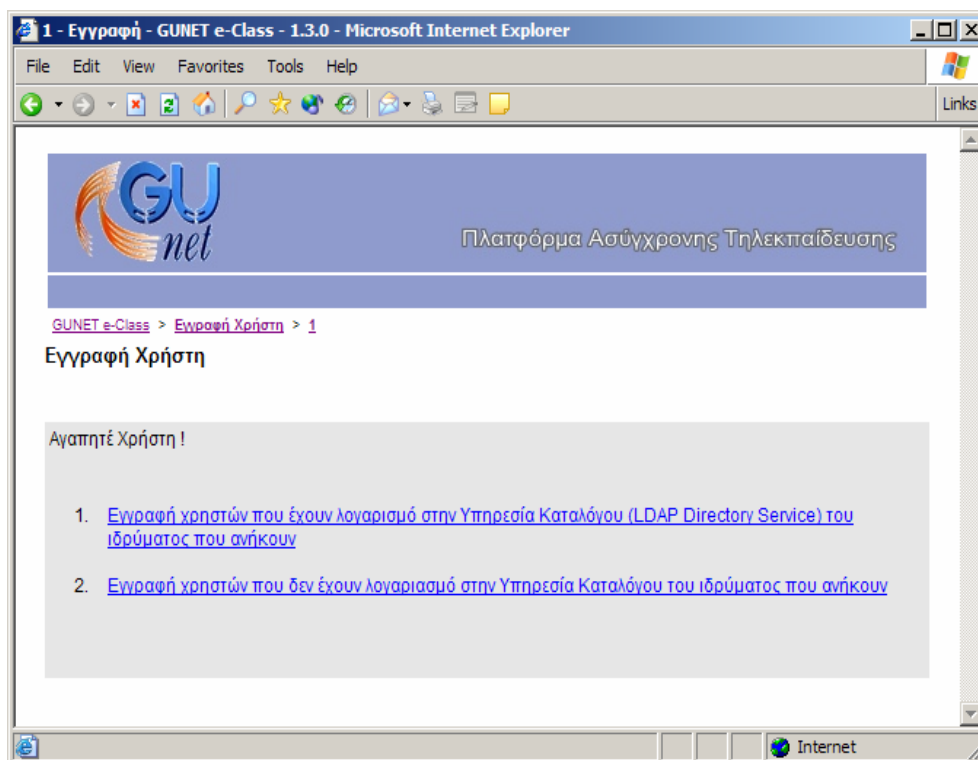 1 - Εγγραφή - GUNET e-Class - 1.3.0 - Microsoft Internet Explorer
File Edit View Favorites Tools Help
Links
GU
net
Πλατφόρμα Ασύγχρονης Τηλεκπαίδευσης
GUNET e-Class > Εγγραφή Χρήστη > 1
Εγγραφή Χρήστη
Αγαπητέ Χρήστη !
1. Εγγραφή χρηστών που έχουν λογαρισμό στην Υπηρεσία Καταλόγου (LDAP Directory Service) του
ιδρύματος που ανήκουν
2. Εγγραφή χρηστών που δεν έχουν λογαριασμό στην Υπηρεσία Καταλόγου του ιδρύματος που ανήκουν
Internet